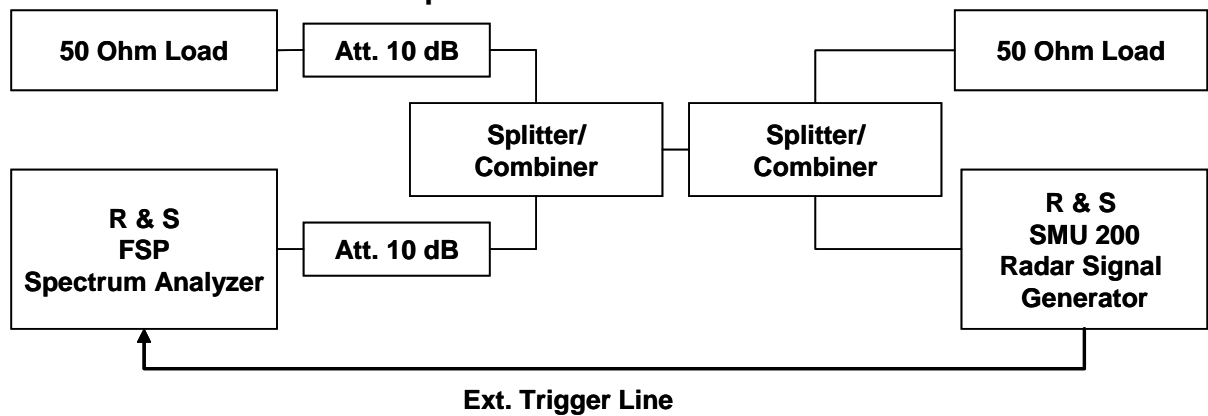 50 Ohm Load
Att. 10 dB
50 Ohm Load
Splitter/
Combiner
Splitter/
Combiner
R & S
FSP
Spectrum Analyzer
Att. 10 dB
R & S
SMU 200
Radar Signal
Generator
Ext. Trigger Line